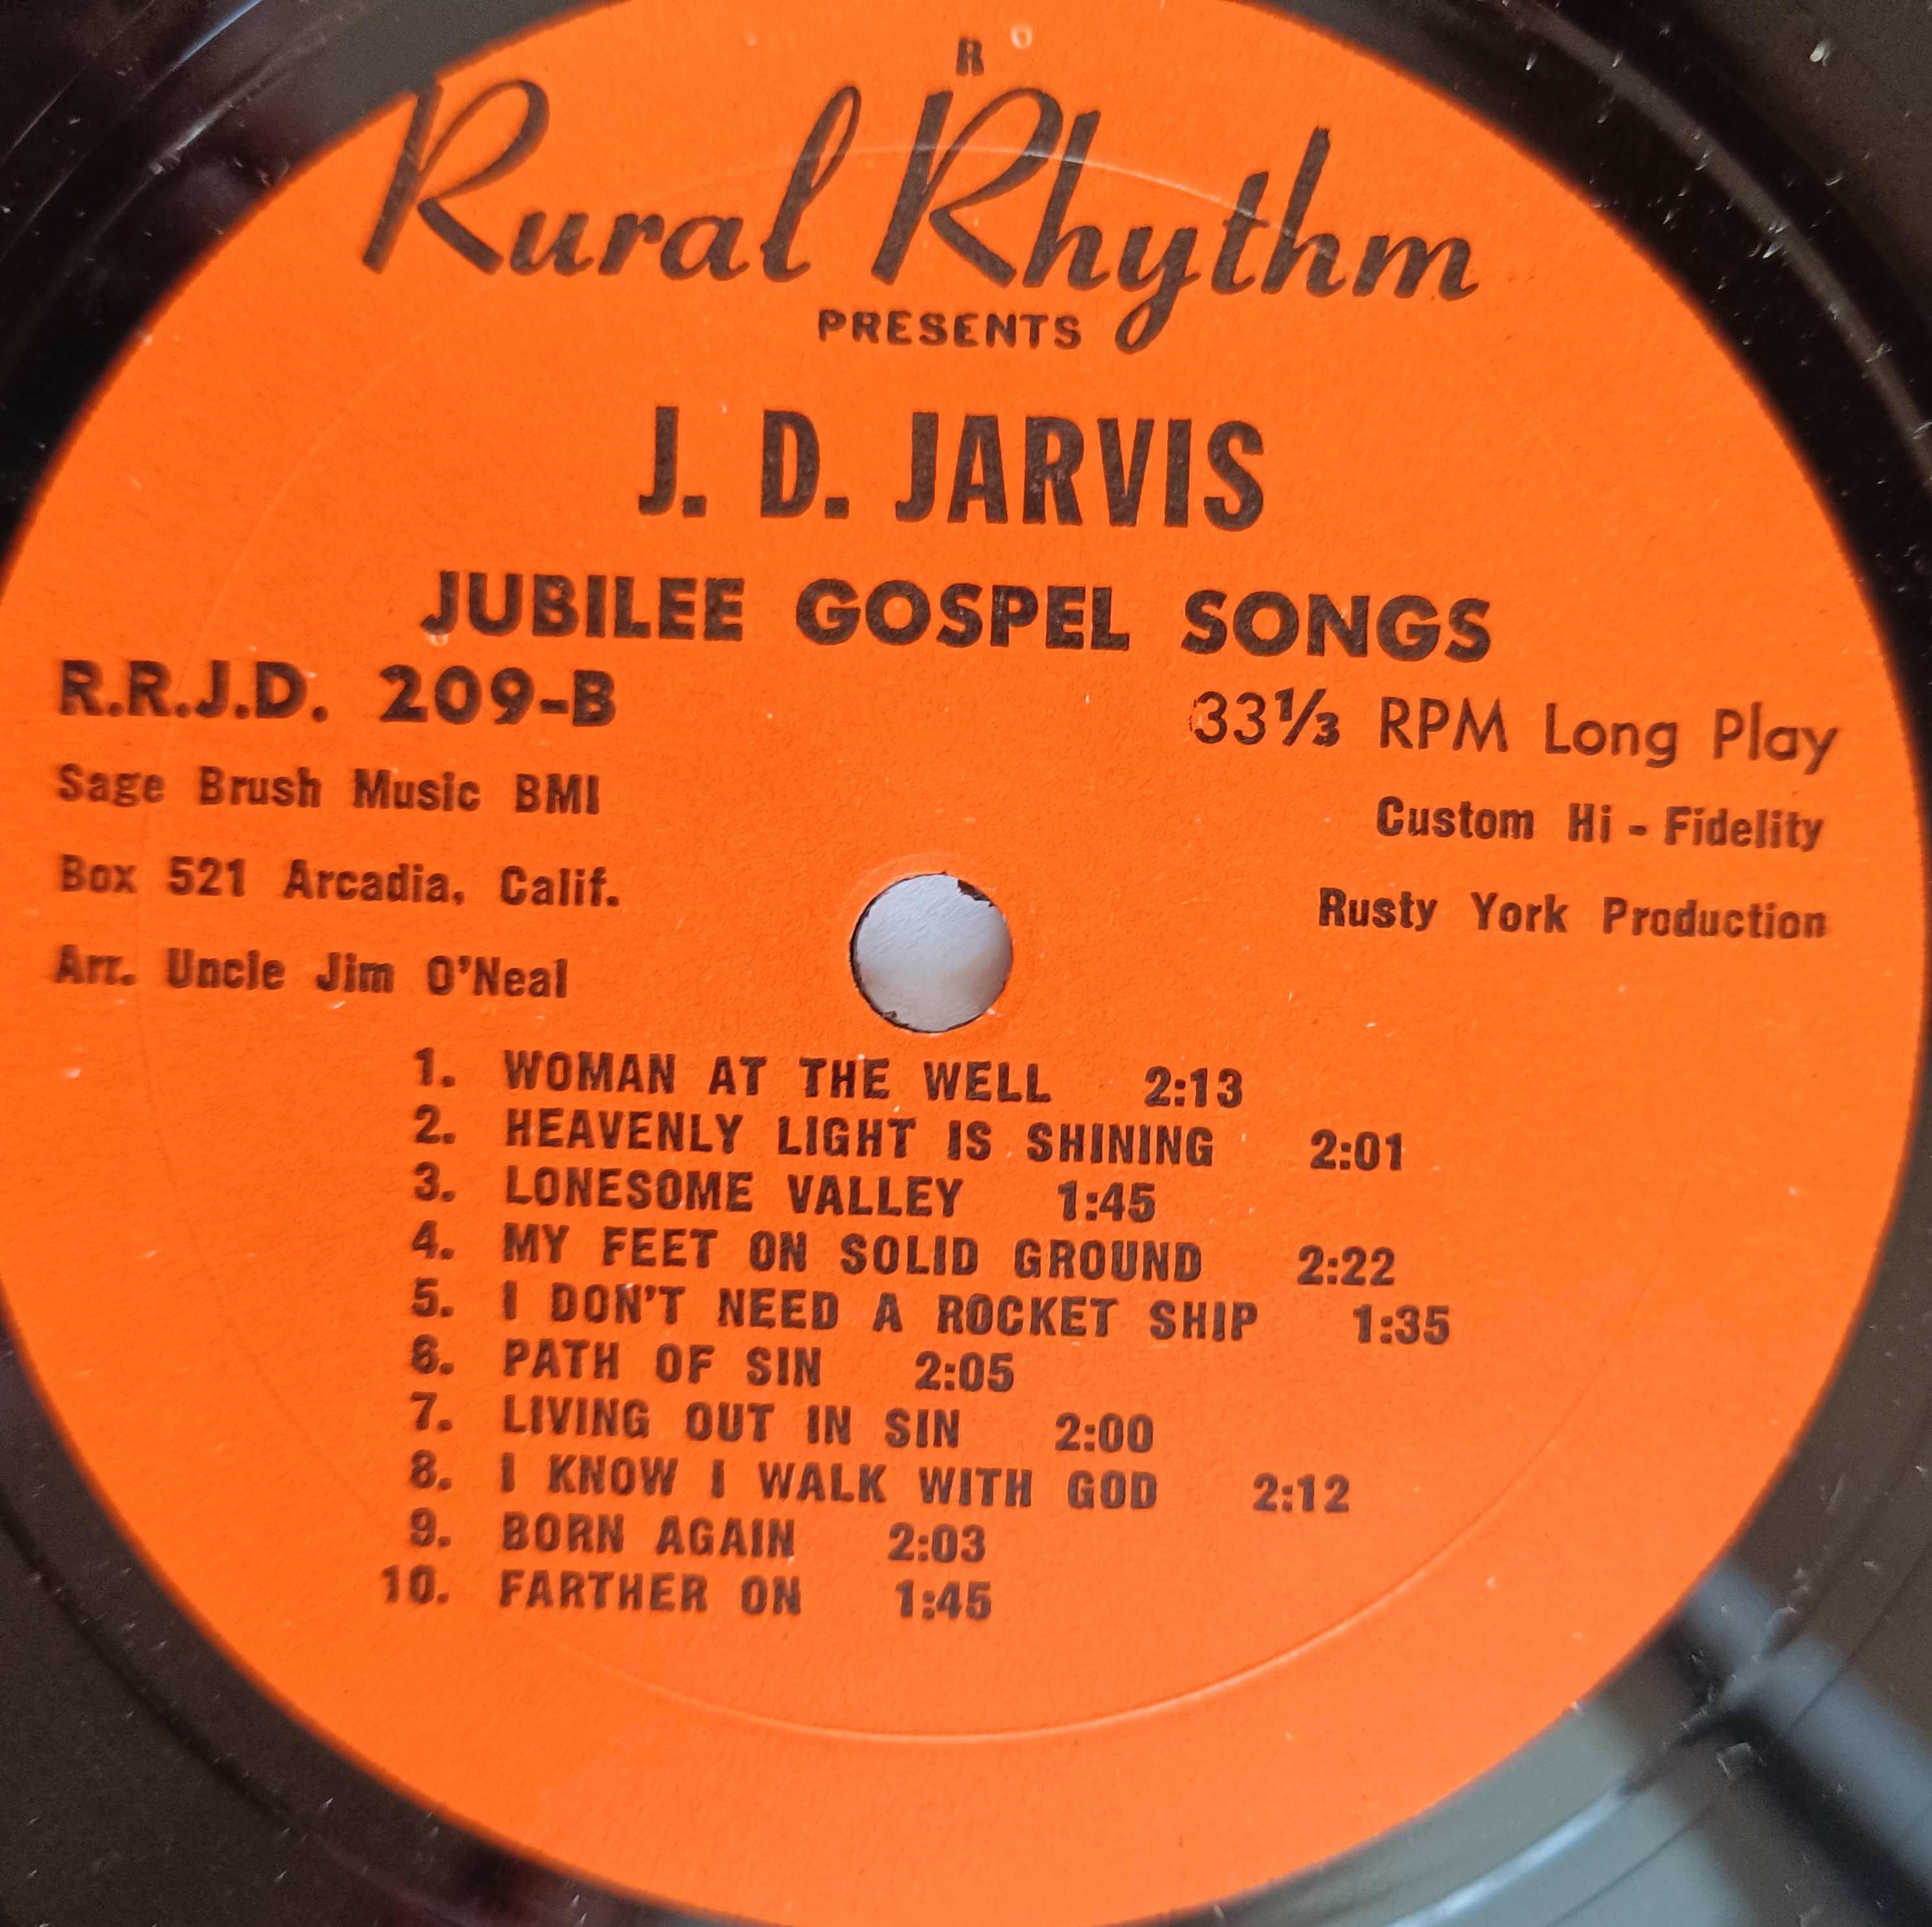 R
Rural Rhythm
PRESENTS
J. D. JARVIS
JUBILEE GOSPEL SONGS
R.R.J.D. 209-B
33⅓ RPM Long Play
Sage Brush Music BMI
Custom Hi - Fidelity
Box 521 Arcadia, Calif.
Rusty York Production
Arr. Uncle Jim O'Neal
1. WOMAN AT THE WELL 2:13
2. HEAVENLY LIGHT IS SHINING 2:01
3. LONESOME VALLEY 1:45
4. MY FEET ON SOLID GROUND 2:22
5. I DON'T NEED A ROCKET SHIP 1:35
6. PATH OF SIN 2:05
7. LIVING OUT IN SIN 2:00
8. I KNOW I WALK WITH GOD 2:12
9. BORN AGAIN 2:03
10. FARTHER ON 1:45